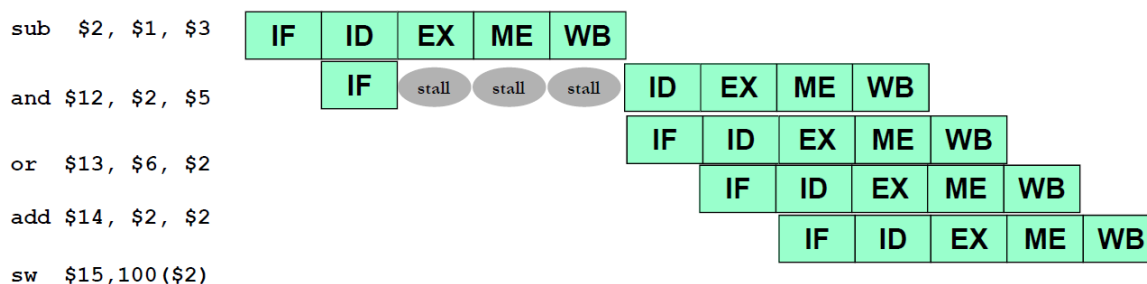 sub $2, $1, $3 IF ID EX ME WB
and $12, $2, $5 IF stall stall stall ID EX ME WB
or $13, $6, $2 IF ID EX ME WB
add $14, $2, $2 IF ID EX ME WB
sw $15,100($2) IF ID EX ME WB